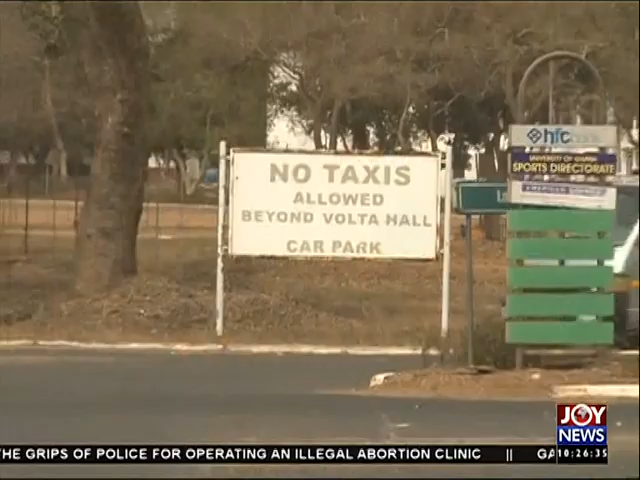 NO TAXIS
ALLOWED
BEYOND VOLTA HALL
CAR PARK
hfc
UNIVERSITY OF GHANA
SPORTS DIRECTORATE
JOY
NEWS
10:26:35
THE GRIPS OF POLICE FOR OPERATING AN ILLEGAL ABORTION CLINIC || GA